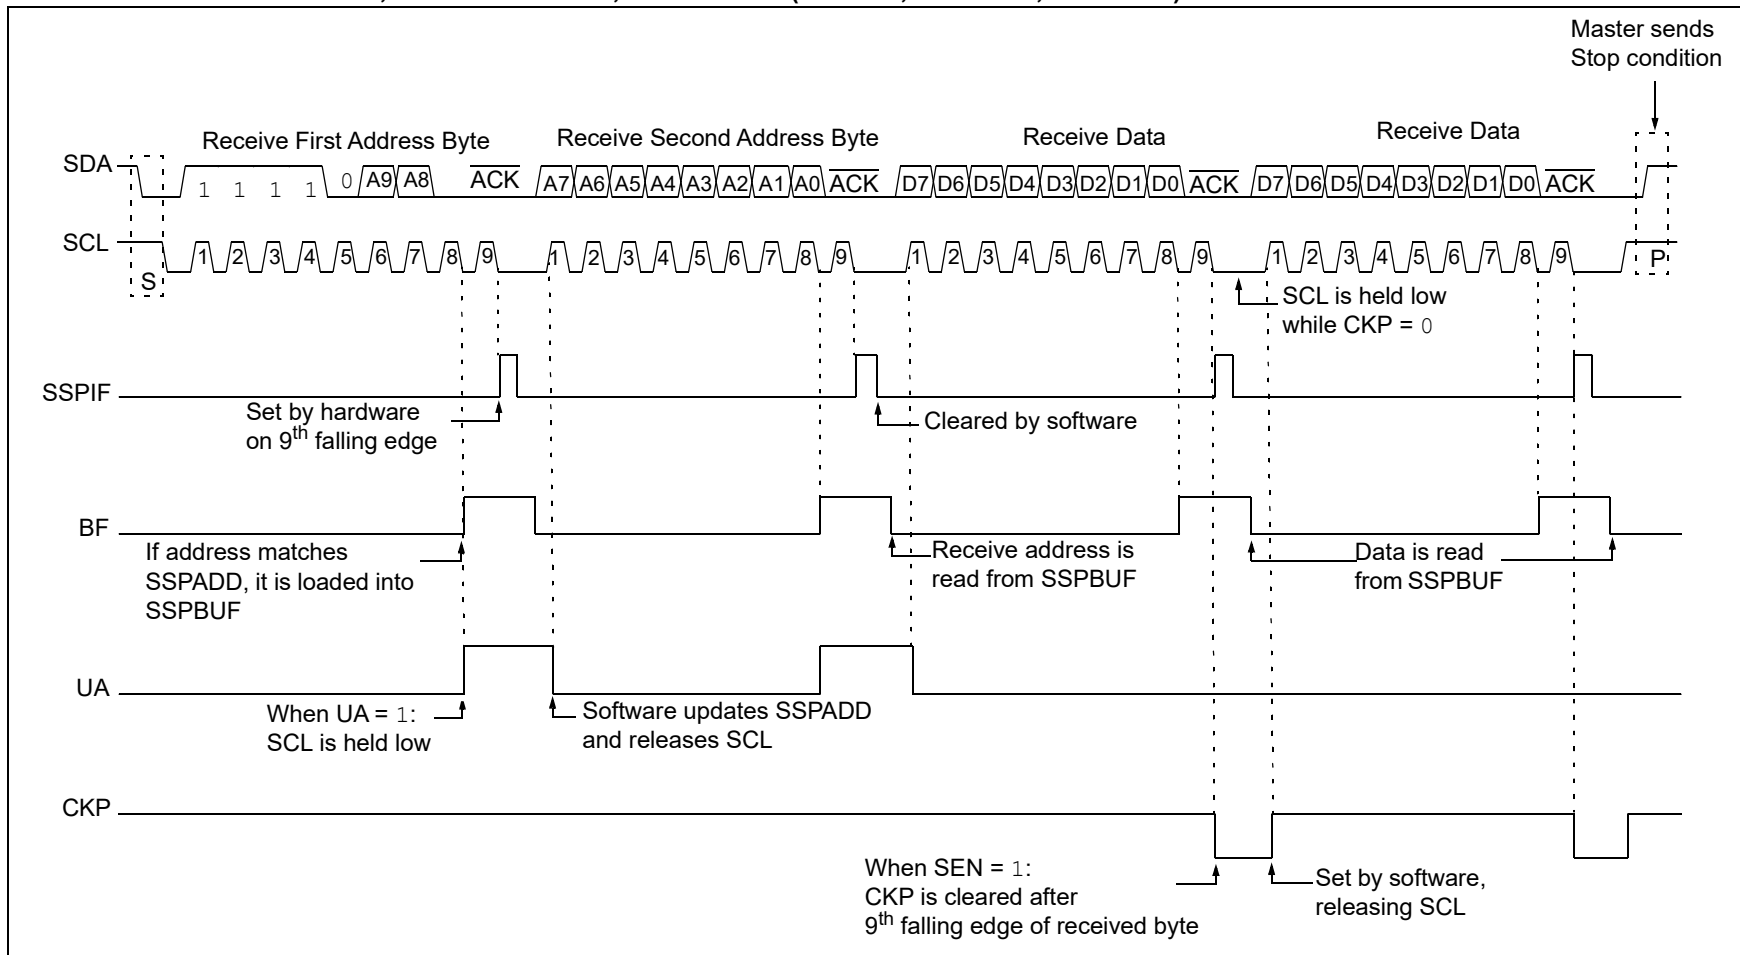 Master sends
Stop condition
Receive First Address Byte
Receive Second Address Byte
Receive Data
Receive Data
SDA
1 1 1 1 0 A9 A8 ACK A7 A6 A5 A4 A3 A2 A1 A0 ACK D7 D6 D5 D4 D3 D2 D1 D0 ACK D7 D6 D5 D4 D3 D2 D1 D0 ACK
SCL
1 2 3 4 5 6 7 8 9 1 2 3 4 5 6 7 8 9 1 2 3 4 5 6 7 8 9 1 2 3 4 5 6 7 8 9
S
P
SCL is held low
while CKP = 0
SSPIF
Set by hardware
on 9th falling edge
Cleared by software
BF
If address matches
SSPADD, it is loaded into
SSPBUF
Receive address is
read from SSPBUF
Data is read
from SSPBUF
UA
When UA = 1:
SCL is held low
Software updates SSPADD
and releases SCL
CKP
When SEN = 1:
CKP is cleared after
9th falling edge of received byte
Set by software,
releasing SCL